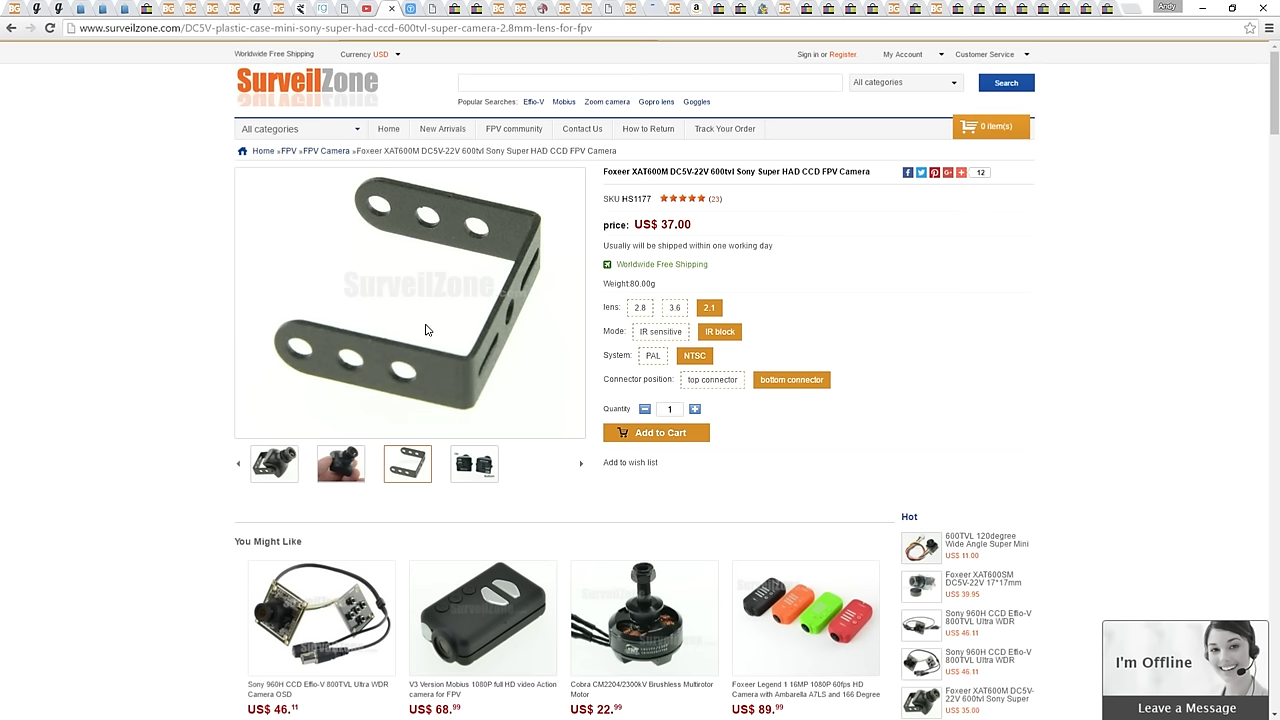 Andy
www.surveilzone.com/DC5V-plastic-case-mini-sony-super-had-ccd-600tvl-super-camera-2.8mm-lens-for-fpv
Worldwide Free Shipping Currency USD Sign in or Register My Account Customer Service
SurveilZone
All categories Search
Popular Searches: Effio-V Mobius Zoom camera Gopro lens Goggles
All categories Home New Arrivals FPV community Contact Us How to Return Track Your Order 0 item(s)
Home »FPV »FPV Camera »Foxeer XAT600M DC5V-22V 600tvl Sony Super HAD CCD FPV Camera
Foxeer XAT600M DC5V-22V 600tvl Sony Super HAD CCD FPV Camera 12
SKU HS1177 (23)
price: US$ 37.00
Usually will be shipped within one working day
Worldwide Free Shipping
SurveilZone
Weight:80.00g
lens: 2.8 3.6 2.1
Mode: IR sensitive IR block
System: PAL NTSC
Connector position: top connector bottom connector
Quantity 1
Add to Cart
Add to wish list
Hot
You Might Like
600TVL 120degree
Wide Angle Super Mini
US$ 11.00
Foxeer XAT600SM
DC5V-22V 17*17mm
US$ 39.95
Sony 960H CCD Effio-V
800TVL Ultra WDR
US$ 46.11
Sony 960H CCD Effio-V
800TVL Ultra WDR
US$ 46.11
Foxeer XAT600M DC5V-
22V 600tvl Sony Super
US$ 35.00
Sony 960H CCD Effio-V 800TVL Ultra WDR
Camera OSD
US$ 46.11
V3 Version Mobius 1080P full HD video Action
camera for FPV
US$ 68.99
Cobra CM2204/2300kV Brushless Multirotor
Motor
US$ 22.99
Foxeer Legend 1 16MP 1080P 60fps HD
Camera with Ambarella A7LS and 166 Degree
US$ 89.99
I'm Offline
Leave a Message